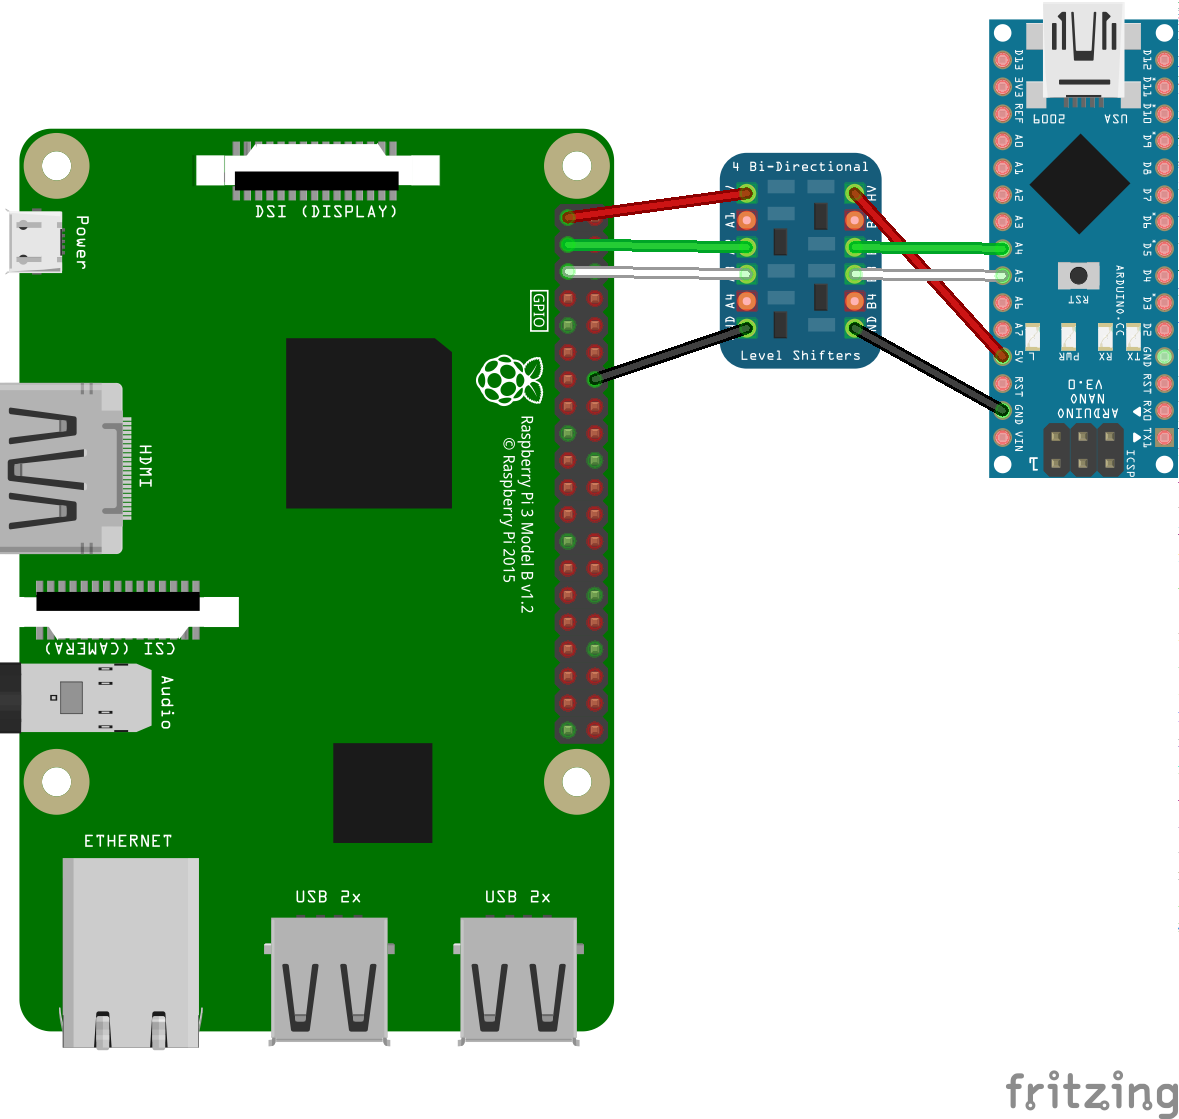 DSI (DISPLAY)
Power
GPIO
HDMI
Raspberry Pi 3 Model B v1.2
© Raspberry Pi 2015
CSI (CAMERA)
Audio
ETHERNET
USB 2x
USB 2x
4 Bi-Directional
A1
A4
B4
Level Shifters
D13
3V3
REF
A0
A1
A2
A3
A4
A5
A6
A7
5V
RST
GND
VIN
D12
D11
D10
D9
D8
D7
D6
D5
D4
D3
D2
GND
RST
RX0
TX1
2009
USA
RST
ARDUINO.CC
L
PWR
RX
TX
ARDUINO
NANO
V3.0
ICSP
1
fritzing